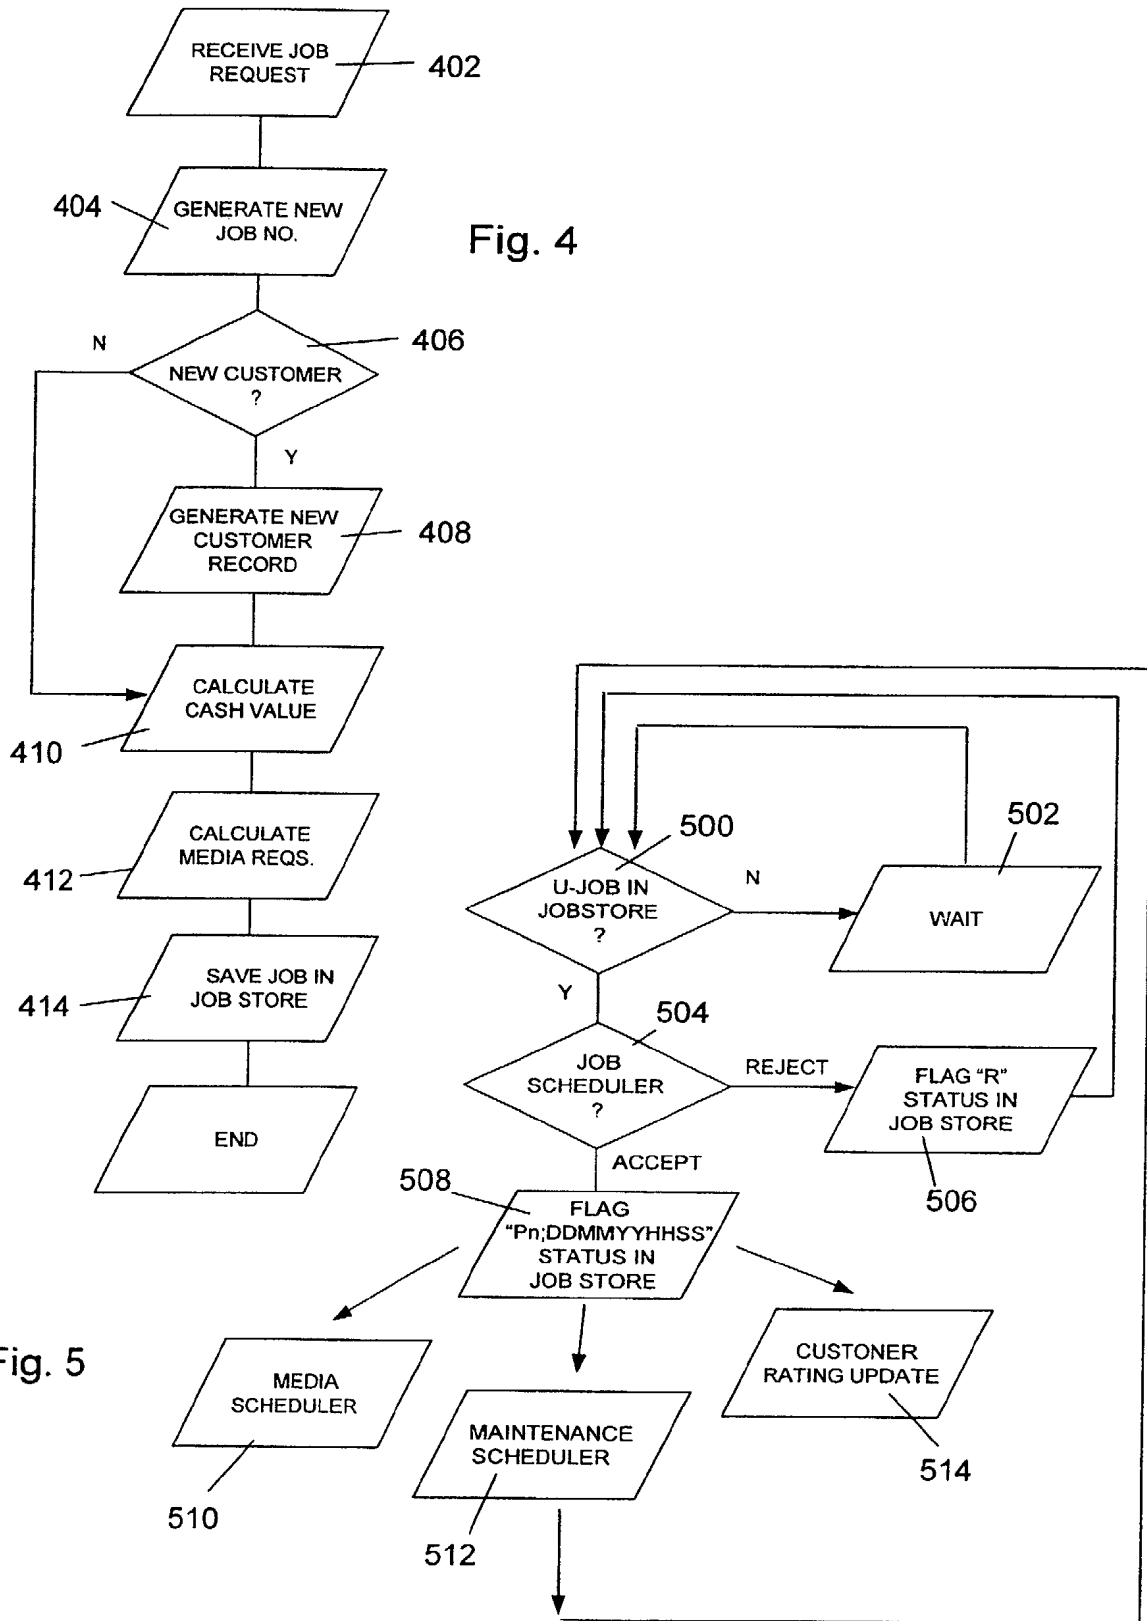 RECEIVE JOB
REQUEST
402
404
GENERATE NEW
JOB NO.
Fig. 4
N
406
NEW CUSTOMER
?
Y
GENERATE NEW
CUSTOMER
RECORD
408
CALCULATE
CASH VALUE
410
CALCULATE
MEDIA REQS.
412
SAVE JOB IN
JOB STORE
414
END
500
502
U-JOB IN
JOBSTORE
?
N
WAIT
Y
504
JOB
SCHEDULER
?
REJECT
FLAG “R”
STATUS IN
JOB STORE
506
ACCEPT
508
FLAG
“Pn;DDMMYYHHSS”
STATUS IN
JOB STORE
Fig. 5
MEDIA
SCHEDULER
510
MAINTENANCE
SCHEDULER
512
CUSTONER
RATING UPDATE
514